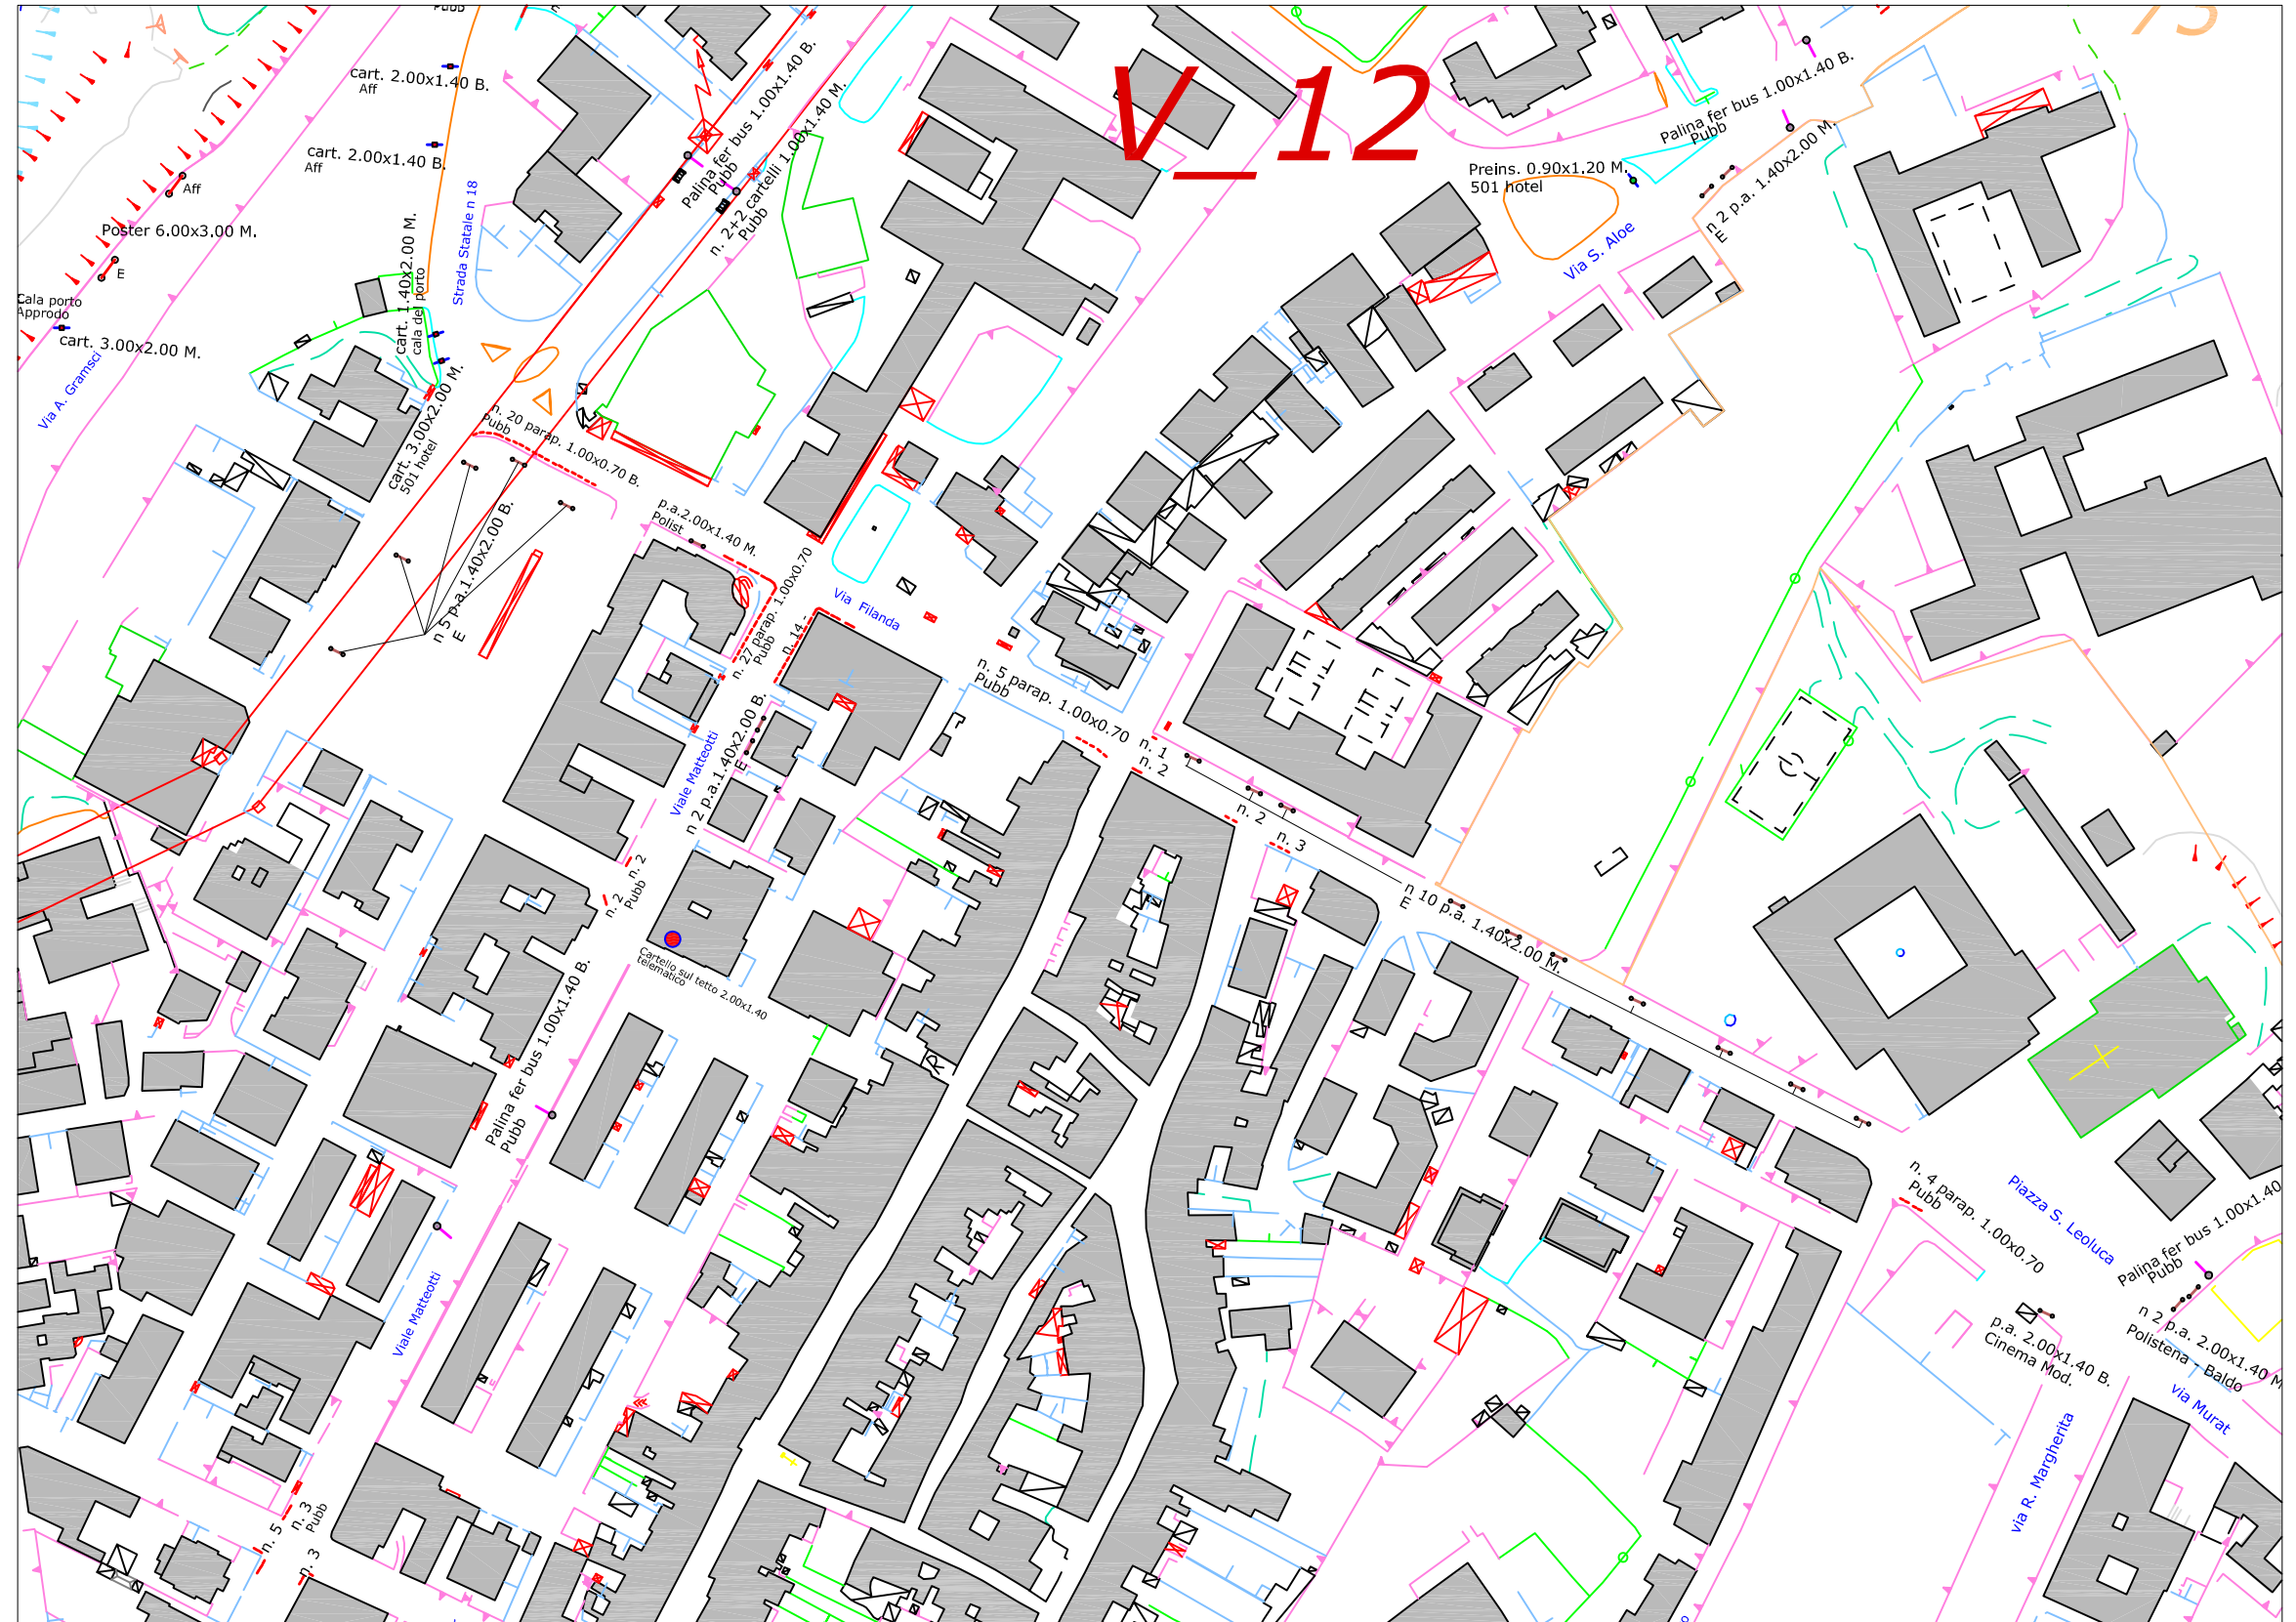 Pubb
V_12
cart. 2.00x1.40 B.
Aff
cart. 2.00x1.40 B.
Aff
Aff
Poster 6.00x3.00 M.
E
Cala porto
Approdo
cart. 3.00x2.00 M.
Via A. Gramsci
Strada Statale n 18
cart. 1.40x2.00 M.
cala del porto
cart. 3.00x2.00 M.
501 hotel
Palina fer bus 1.00x1.40 B.
Pubb
n. 2+2 cartelli 1.00x1.40 M.
Pubb
Palina fer bus 1.00x1.40 B.
Pubb
Preins. 0.90x1.20 M.
501 hotel
Via S. Aloe
n 2 p.a. 1.40x2.00 M.
E
n. 20 parap. 1.00x0.70 B.
Pubb
n 5 p.a.1.40x2.00 B.
E
p.a.2.00x1.40 M.
Polist
n. 27 parap. 1.00x0.70
Pubb
n. 14 -
Via Filanda
n. 5 parap. 1.00x0.70
Pubb
n. 1
n. 2
n. 2
n. 3
n 10 p.a. 1.40x2.00 M.
E
Viale Matteotti
n 2 p.a.1.40x2.00 B.
E
n. 2
n. 2
Pubb
Cartello sul tetto 2.00x1.40
telematico
Palina fer bus 1.00x1.40 B.
Pubb
Viale Matteotti
n. 4 parap. 1.00x0.70
Pubb
Piazza S. Leoluca
Palina fer bus 1.00x1.40
Pubb
n 2 p.a. 2.00x1.40 M
Polistena - Baldo
p.a. 2.00x1.40 B.
Cinema Mod.
via Murat
via R. Margherita
n. 5
n. 3
Pubb
n. 3